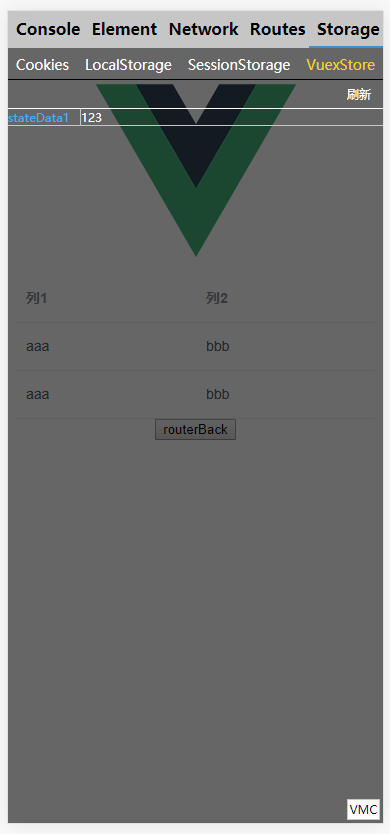 Console Element Network Routes Storage
Cookies LocalStorage SessionStorage VuexStore
刷新
stateData1 123
列1 列2
aaa bbb
aaa bbb
routerBack
VMC